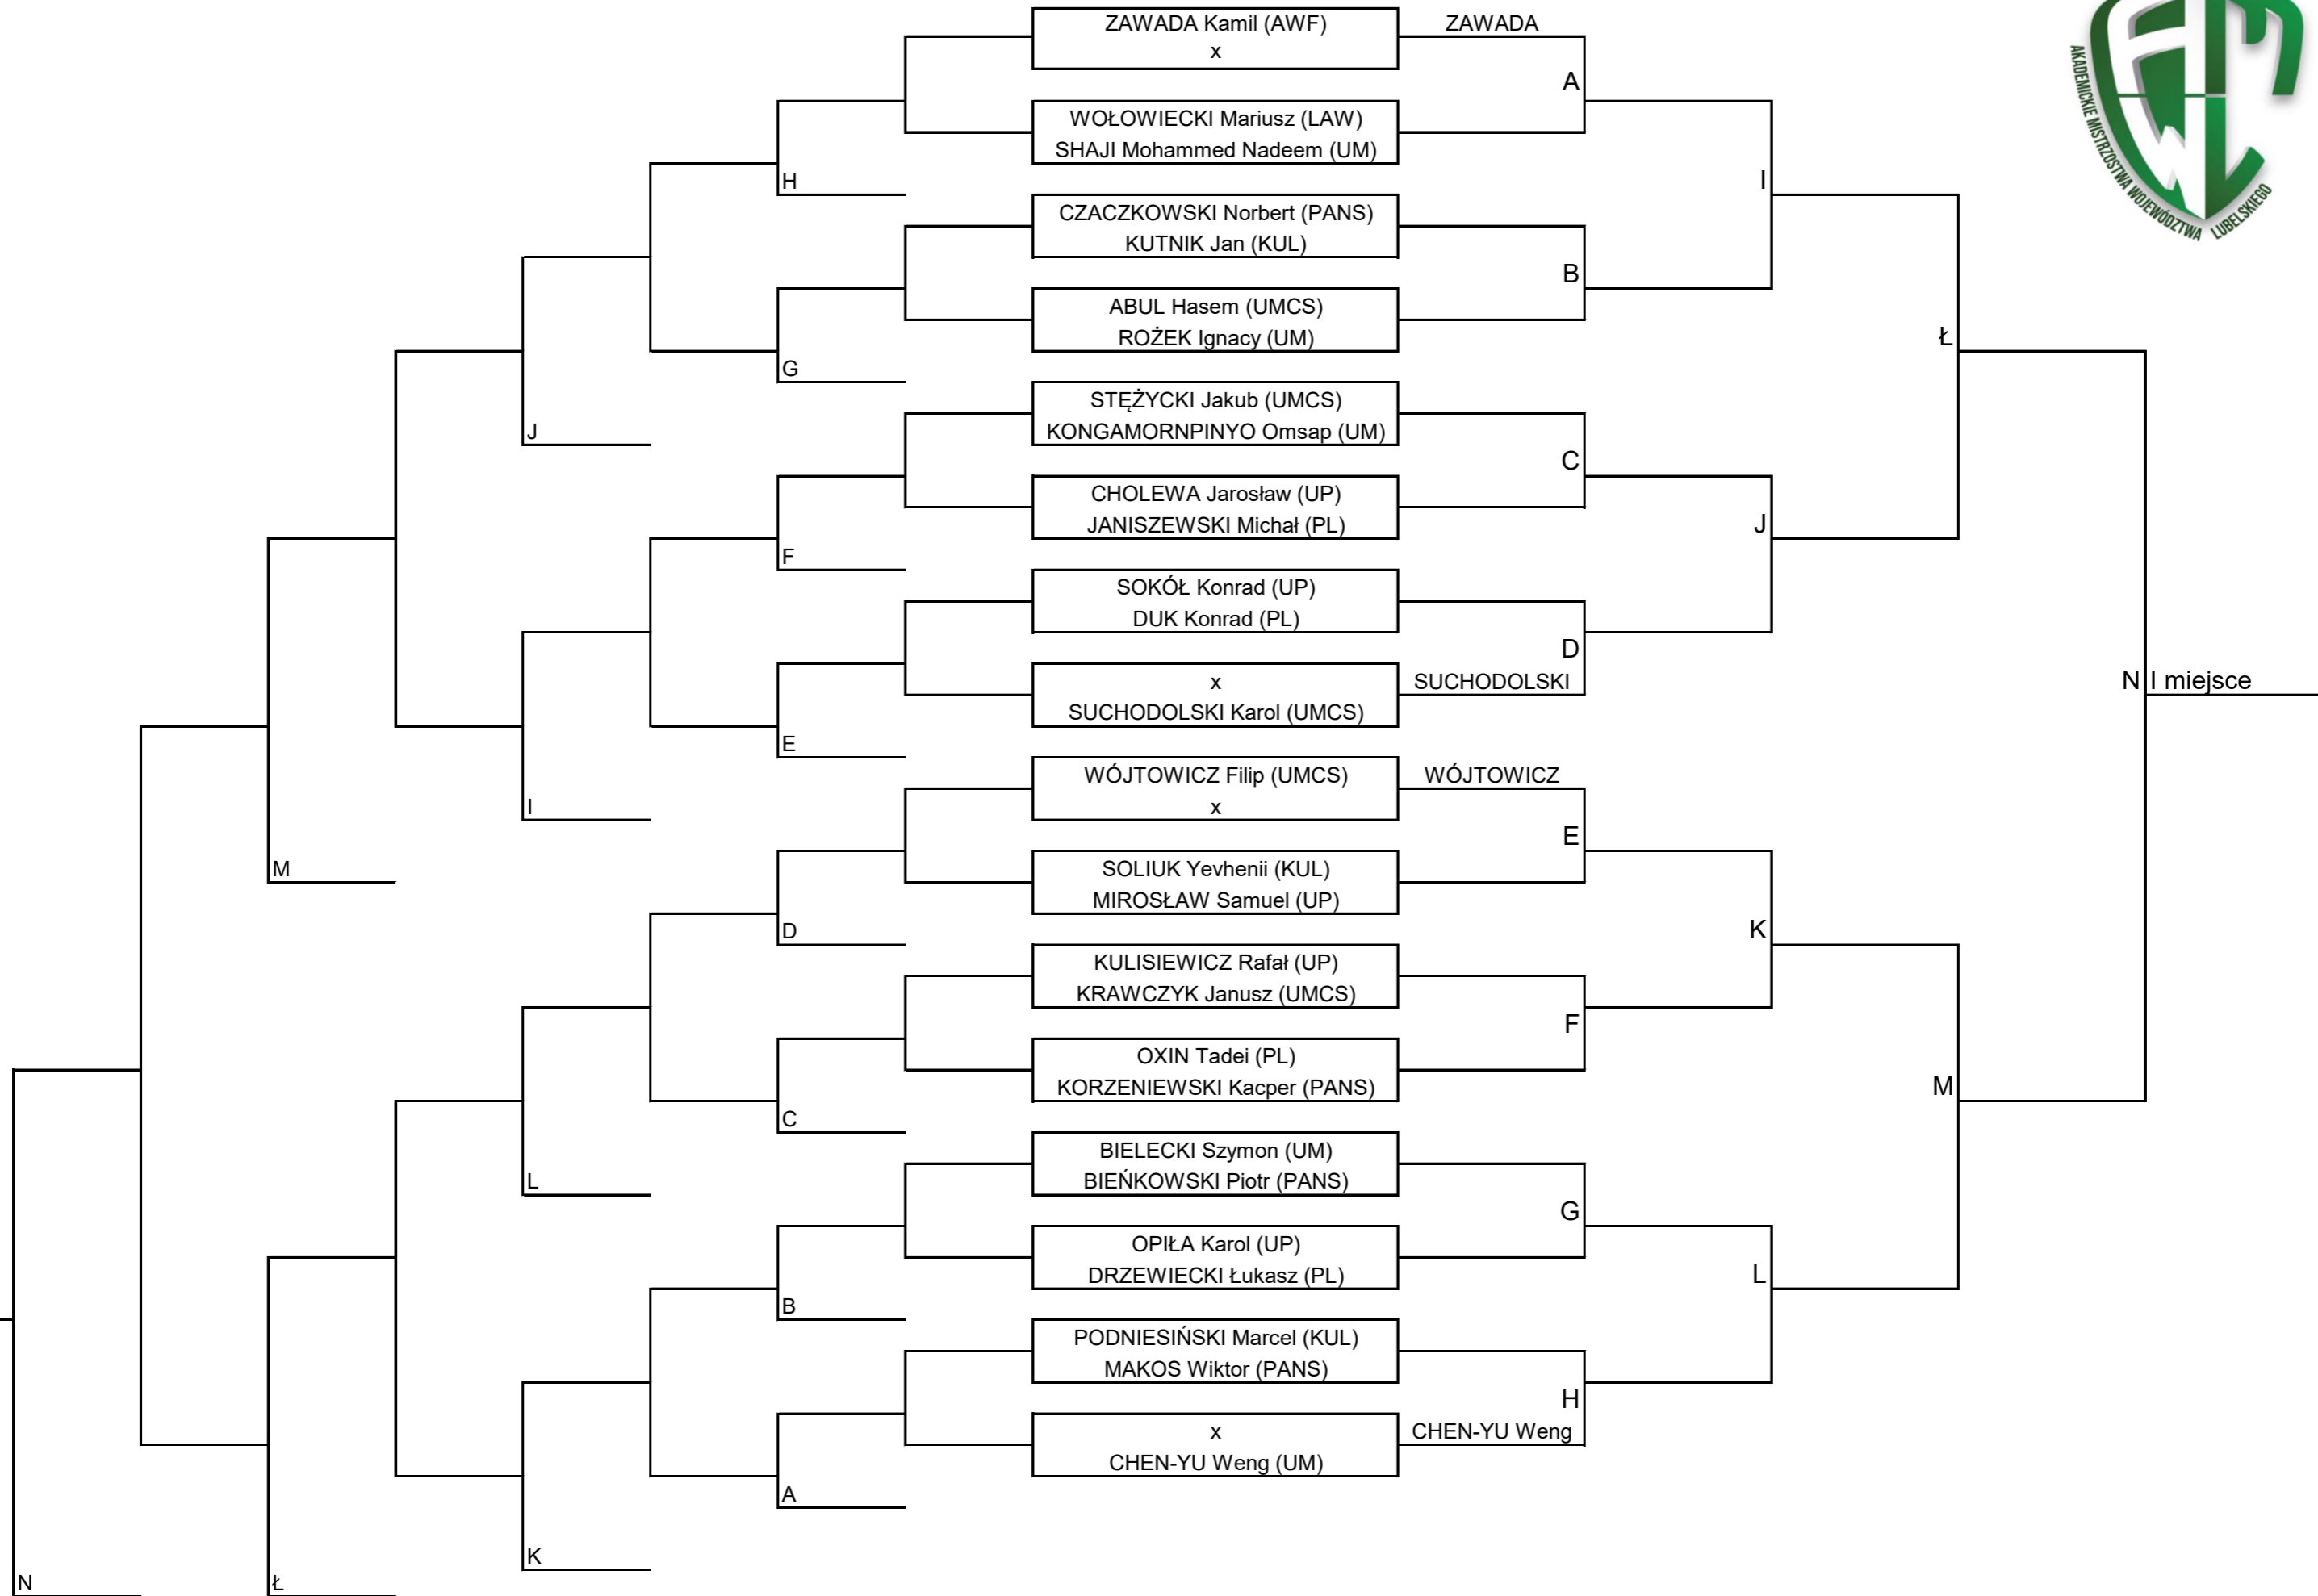 ZAWADA Kamil (AWF)
x
ZAWADA
A
WOŁOWIECKI Mariusz (LAW)
SHAJI Mohammed Nadeem (UM)
H
I
CZACZKOWSKI Norbert (PANS)
KUTNIK Jan (KUL)
B
ABUL Hasem (UMCS)
ROŻEK Ignacy (UM)
G
Ł
STĘŻYCKI Jakub (UMCS)
KONGAMORNPINYO Omsap (UM)
J
C
CHOLEWA Jarosław (UP)
JANISZEWSKI Michał (PL)
F
J
SOKÓŁ Konrad (UP)
DUK Konrad (PL)
D
x
SUCHODOLSKI Karol (UMCS)
SUCHODOLSKI
E
N I miejsce
WÓJTOWICZ Filip (UMCS)
x
WÓJTOWICZ
I
E
SOLIUK Yevhenii (KUL)
MIROSŁAW Samuel (UP)
M
D
K
KULISIEWICZ Rafał (UP)
KRAWCZYK Janusz (UMCS)
F
OXIN Tadei (PL)
KORZENIEWSKI Kacper (PANS)
C
M
BIELECKI Szymon (UM)
BIEŃKOWSKI Piotr (PANS)
L
G
OPIŁA Karol (UP)
DRZEWIECKI Łukasz (PL)
B
L
PODNIESIŃSKI Marcel (KUL)
MAKOS Wiktor (PANS)
H
x
CHEN-YU Weng (UM)
CHEN-YU Weng
A
K
N
Ł
AKADEMICKIE MISTRZOSTWA WOJEWÓDZTWA LUBELSKIEGO